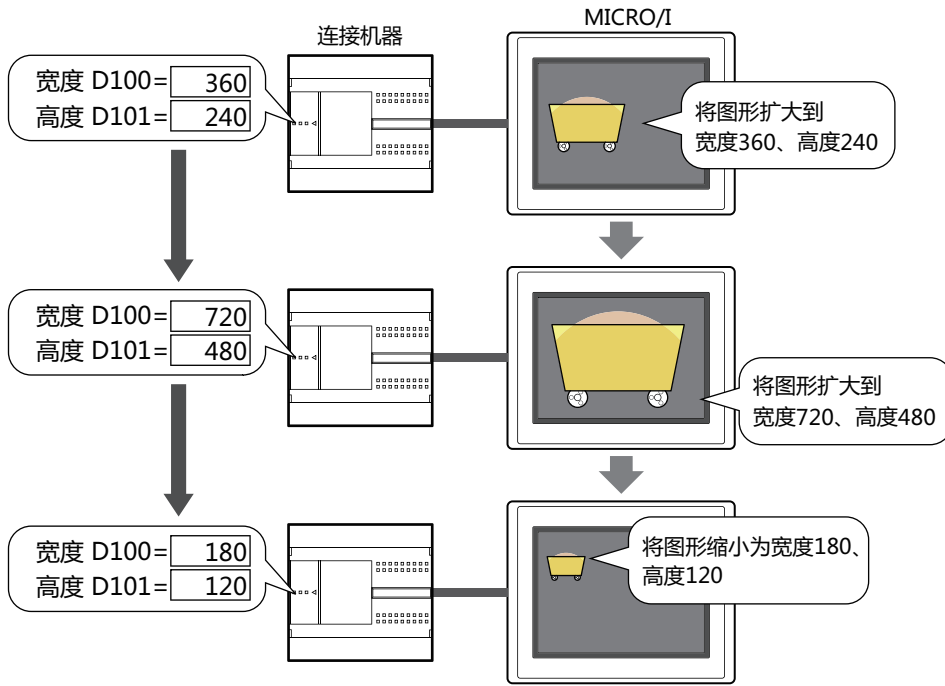 MICRO/I
连接机器
宽度 D100= 360
高度 D101= 240
将图形扩大到
宽度360、高度240
宽度 D100= 720
高度 D101= 480
将图形扩大到
宽度720、高度480
宽度 D100= 180
高度 D101= 120
将图形缩小为宽度180、
高度120